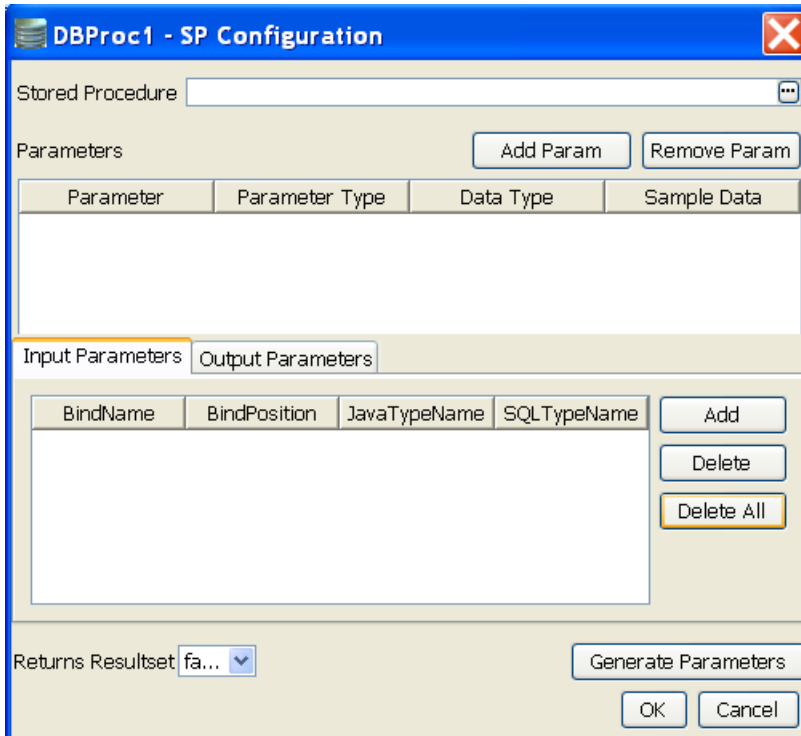 DBProc1 - SP Configuration
Stored Procedure
Parameters Add Param Remove Param
Parameter Parameter Type Data Type Sample Data
Input Parameters Output Parameters
BindName BindPosition JavaTypeName SQLTypeName Add
Delete
Delete All
Returns Resultset fa... Generate Parameters
OK Cancel